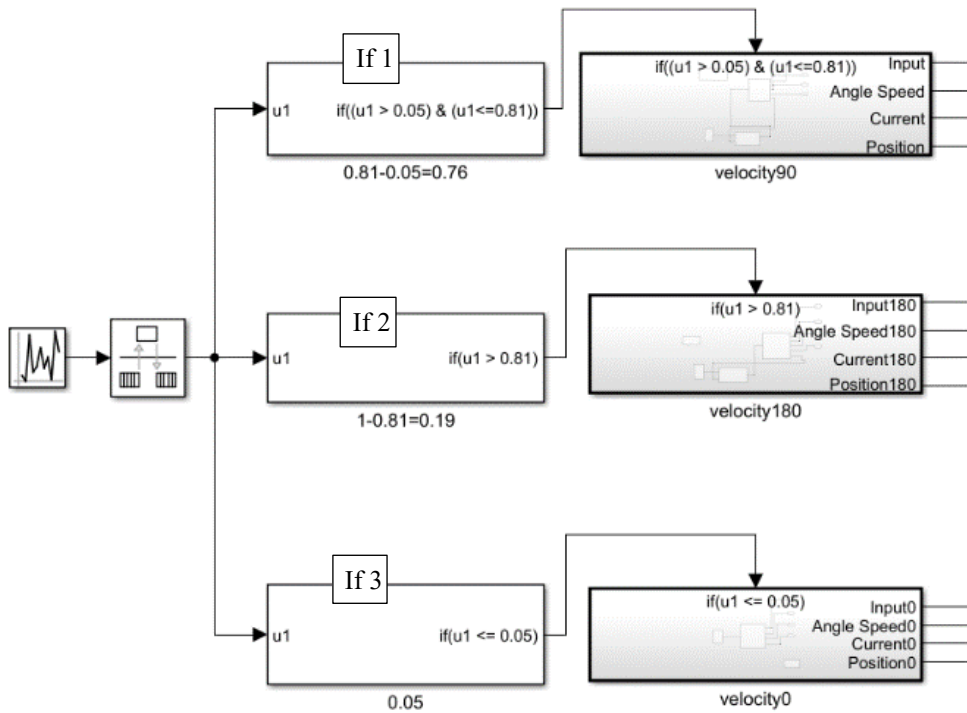 If 1
u1
if((u1 > 0.05) & (u1<=0.81))
0.81-0.05=0.76
if((u1 > 0.05) & (u1<=0.81))
Input
Angle Speed
Current
Position
velocity90
If 2
u1
if(u1 > 0.81)
1-0.81=0.19
if(u1 > 0.81)
Input180
Angle Speed180
Current180
Position180
velocity180
If 3
u1
if(u1 <= 0.05)
0.05
if(u1 <= 0.05)
Input0
Angle Speed0
Current0
Position0
velocity0